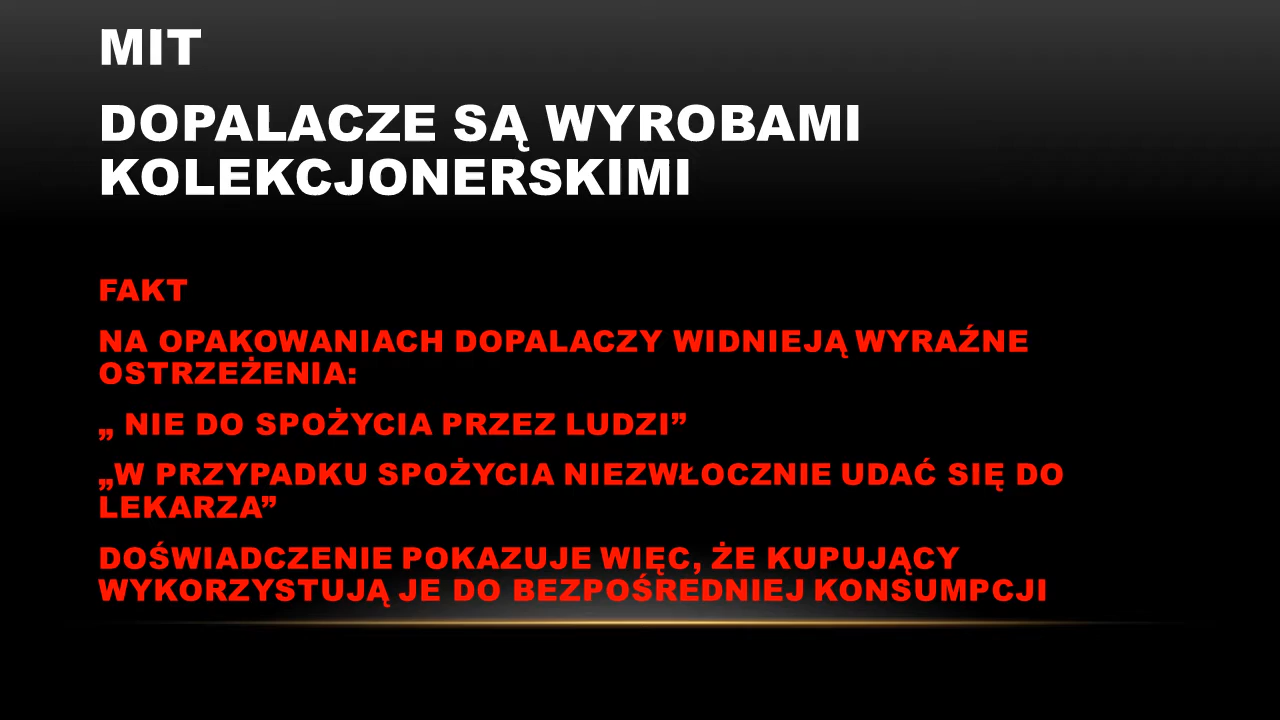 MIT
DOPALACZE SĄ WYROBAMI
KOLEKCJONERSKIMI
FAKT
NA OPAKOWANIACH DOPALACZY WIDNIEJĄ WYRAŹNE
OSTRZEŻENIA:
„ NIE DO SPOŻYCIA PRZEZ LUDZI”
„W PRZYPADKU SPOŻYCIA NIEZWŁOCZNIE UDAĆ SIĘ DO
LEKARZA”
DOŚWIADCZENIE POKAZUJE WIĘC, ŻE KUPUJĄCY
WYKORZYSTUJĄ JE DO BEZPOŚREDNIEJ KONSUMPCJI